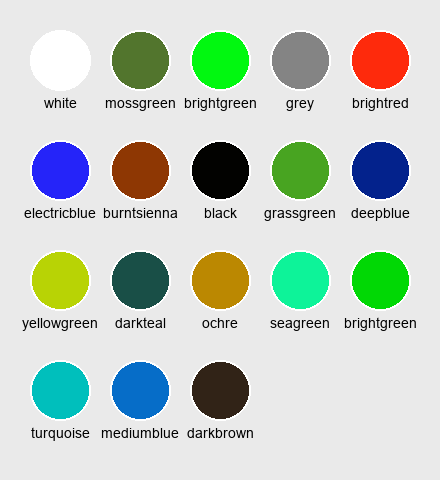 white mossgreen brightgreen grey brightred
electricblue burntsienna black grassgreen deepblue
yellowgreen darkteal ochre seagreen brightgreen
turquoise mediumblue darkbrown